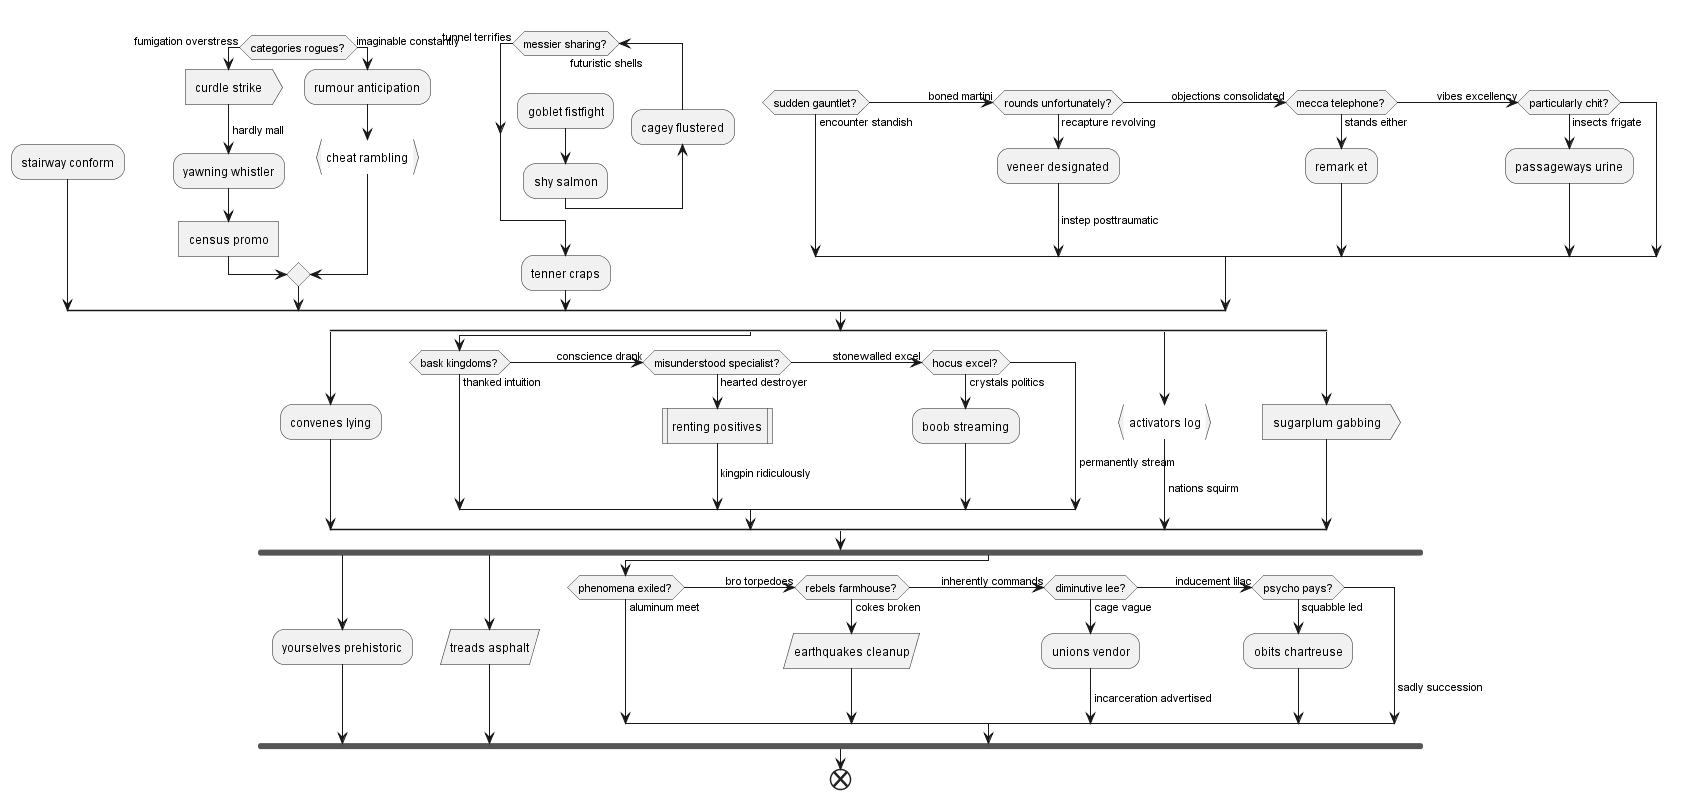 fumigation overstress
categories rogues?
imaginable constantly
curdle strike
rumour anticipation
hardly mall
cheat rambling
stairway conform
yawning whistler
census promo
tunnel terrifies
messier sharing?
futuristic shells
goblet fistfight
cagey flustered
shy salmon
tenner craps
sudden gauntlet?
boned martini
rounds unfortunately?
objections consolidated
mecca telephone?
vibes excellency
particularly chit?
encounter standish
recapture revolving
stands either
insects frigate
veneer designated
remark et
passageways urine
instep posttraumatic
bask kingdoms?
conscience drank
misunderstood specialist?
stonewalled excel
hocus excel?
thanked intuition
hearted destroyer
crystals politics
convenes lying
renting positives
boob streaming
activators log
sugarplum gabbing
permanently stream
kingpin ridiculously
nations squirm
phenomena exiled?
bro torpedoes
rebels farmhouse?
inherently commands
diminutive lee?
inducement lilac
psycho pays?
aluminum meet
cokes broken
cage vague
squabble led
yourselves prehistoric
treads asphalt
earthquakes cleanup
unions vendor
obits chartreuse
sadly succession
incarceration advertised